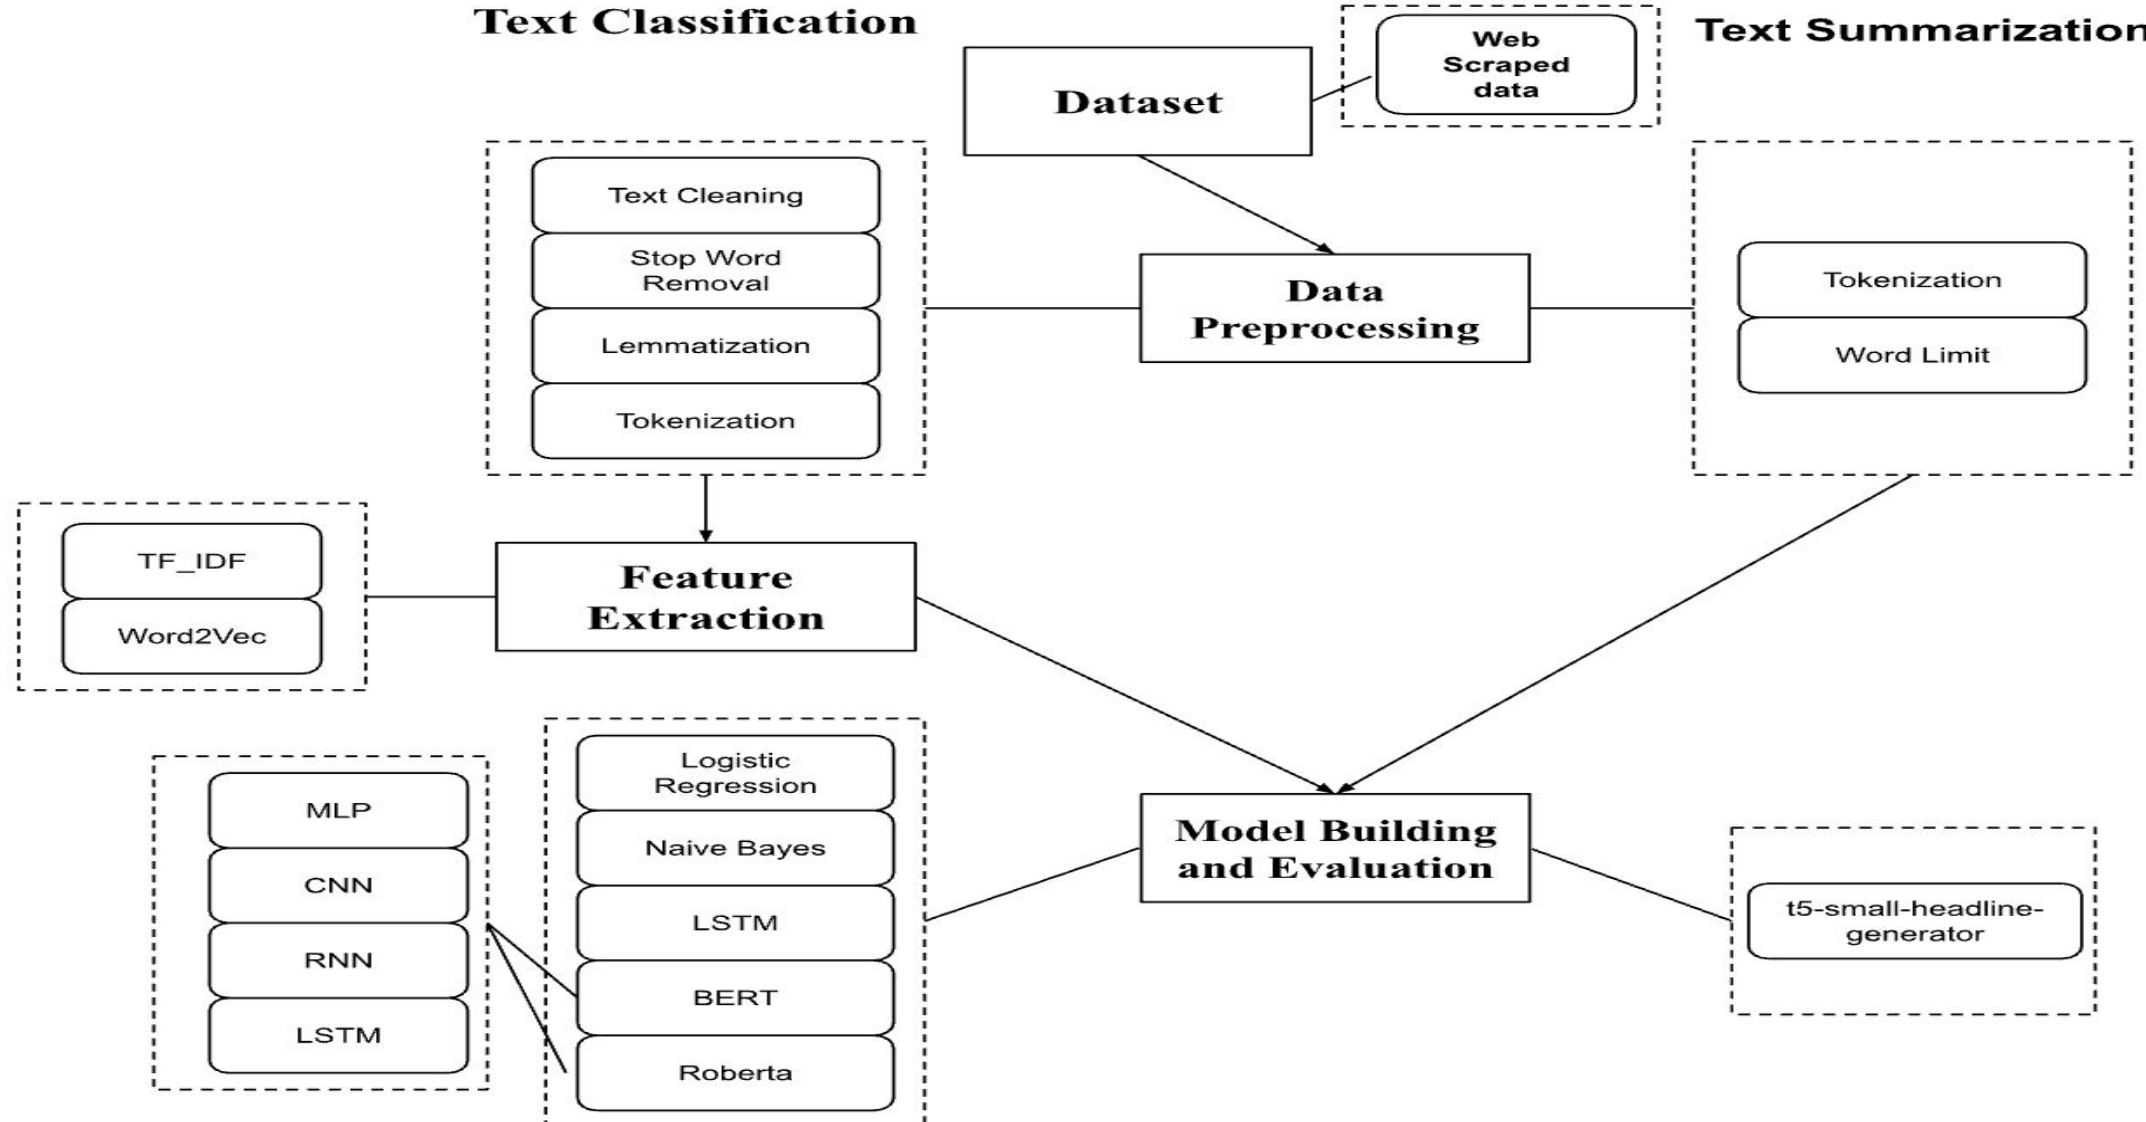 Text Classification
Text Summarization
Web
Scraped
data
Dataset
Text Cleaning
Stop Word
Removal
Lemmatization
Tokenization
Data
Preprocessing
Tokenization
Word Limit
TF_IDF
Word2Vec
Feature
Extraction
MLP
CNN
RNN
LSTM
Logistic
Regression
Naive Bayes
LSTM
BERT
Roberta
Model Building
and Evaluation
t5-small-headline-
generator